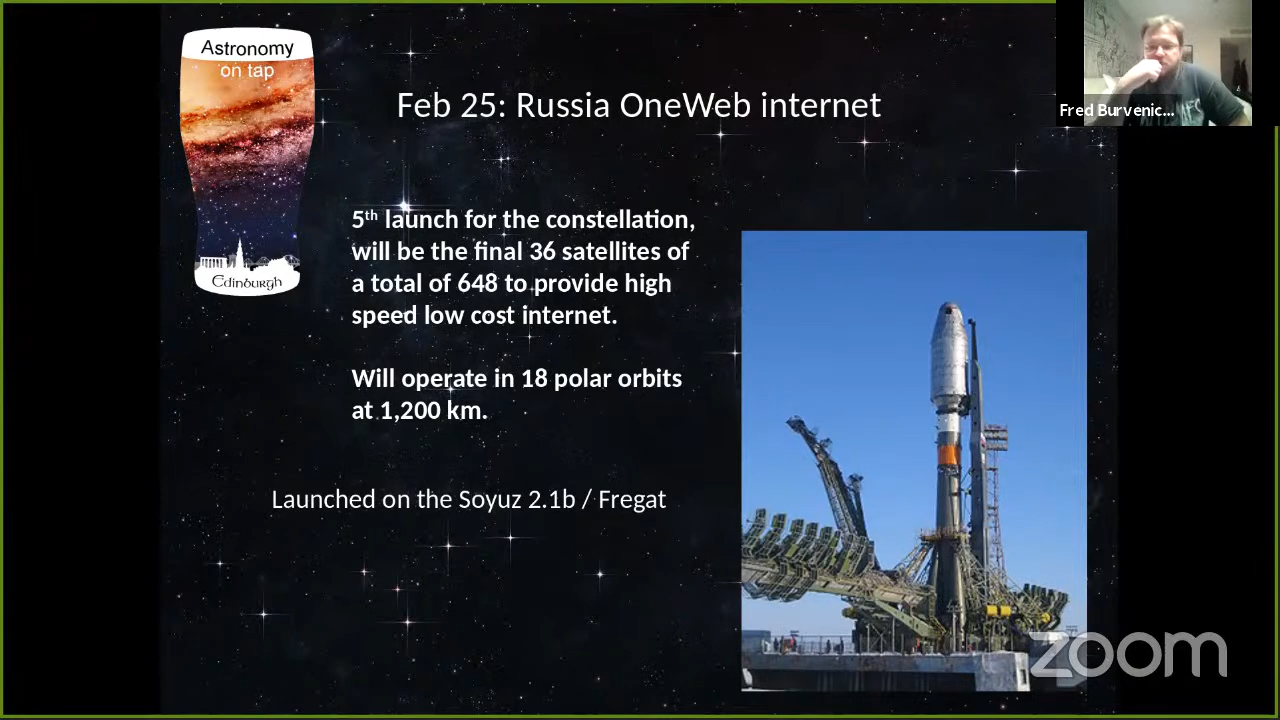 Astronomy
on tap
Edinburgh
Feb 25: Russia OneWeb internet
Fred Burvenic...
5th launch for the constellation,
will be the final 36 satellites of
a total of 648 to provide high
speed low cost internet.
Will operate in 18 polar orbits
at 1,200 km.
Launched on the Soyuz 2.1b / Fregat
zoom